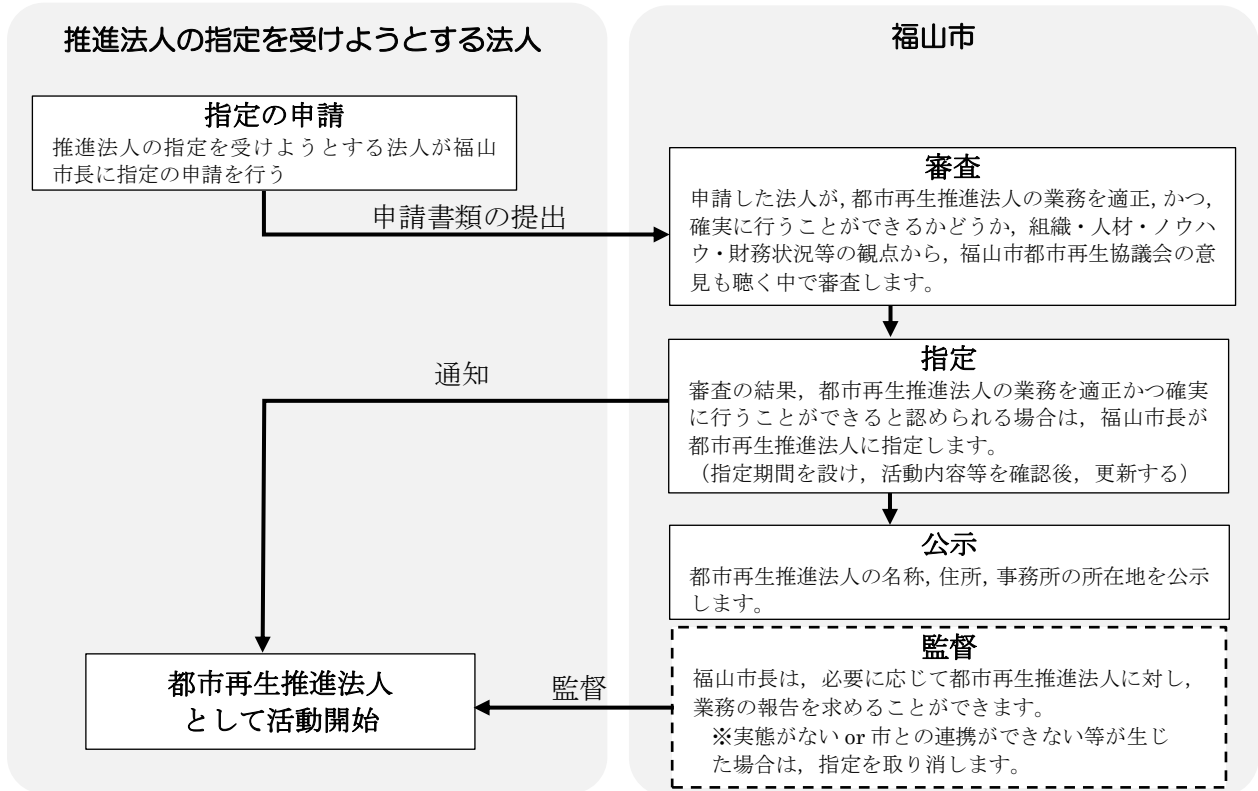 推進法人の指定を受けようとする法人
福山市
指定の申請
推進法人の指定を受けようとする法人が福山
市長に指定の申請を行う
申請書類の提出
審査
申請した法人が，都市再生推進法人の業務を適正，かつ，
確実に行うことができるかどうか，組織・人材・ノウハ
ウ・財務状況等の観点から，福山市都市再生協議会の意
見も聴く中で審査します。
通知
指定
審査の結果，都市再生推進法人の業務を適正かつ確実
に行うことができると認められる場合は，福山市長が
都市再生推進法人に指定します。
（指定期間を設け，活動内容等を確認後，更新する）
公示
都市再生推進法人の名称，住所，事務所の所在地を公示
します。
都市再生推進法人
として活動開始
監督
監督
福山市長は，必要に応じて都市再生推進法人に対し，
業務の報告を求めることができます。
※実態がない or 市との連携ができない等が生じ
た場合は，指定を取り消します。